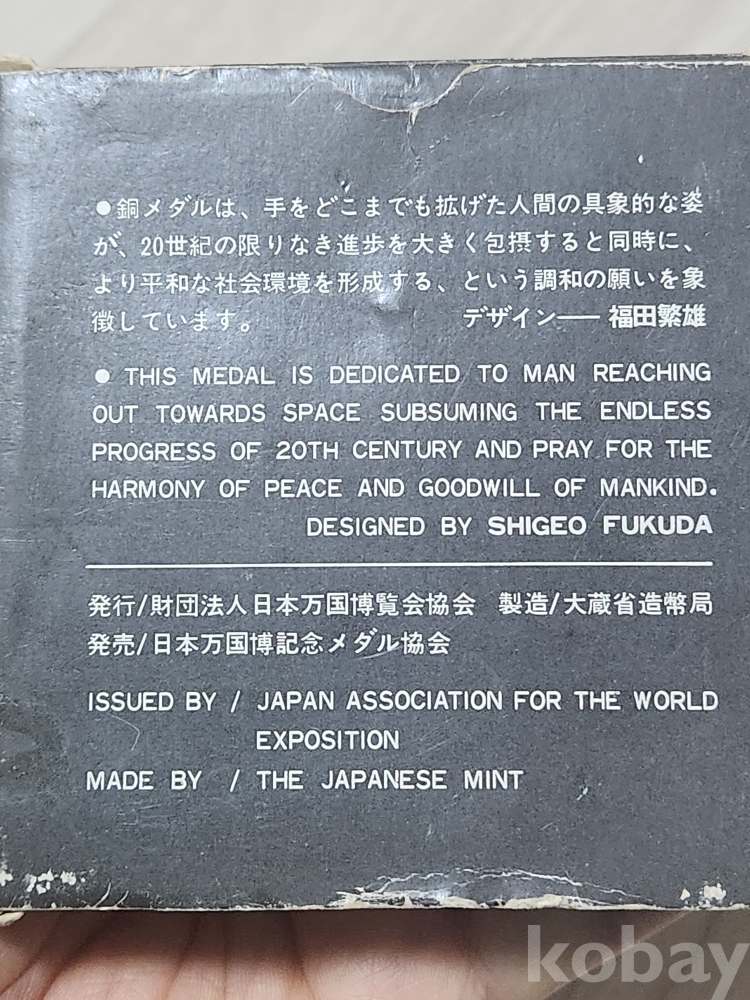 ●銅メダルは、手をどこまでも拡げた人間の具象的な姿
が、20世紀の限りなき進歩を大きく包摂すると同時に、
より平和な社会環境を形成する、という調和の願いを象
徴しています。 デザイン── 福田繁雄
● THIS MEDAL IS DEDICATED TO MAN REACHING
OUT TOWARDS SPACE SUBSUMING THE ENDLESS
PROGRESS OF 20TH CENTURY AND PRAY FOR THE
HARMONY OF PEACE AND GOODWILL OF MANKIND.
DESIGNED BY SHIGEO FUKUDA
発行/財団法人日本万国博覧会協会 製造/大蔵省造幣局
発売/日本万国博記念メダル協会
ISSUED BY / JAPAN ASSOCIATION FOR THE WORLD
EXPOSITION
MADE BY / THE JAPANESE MINT
kobay